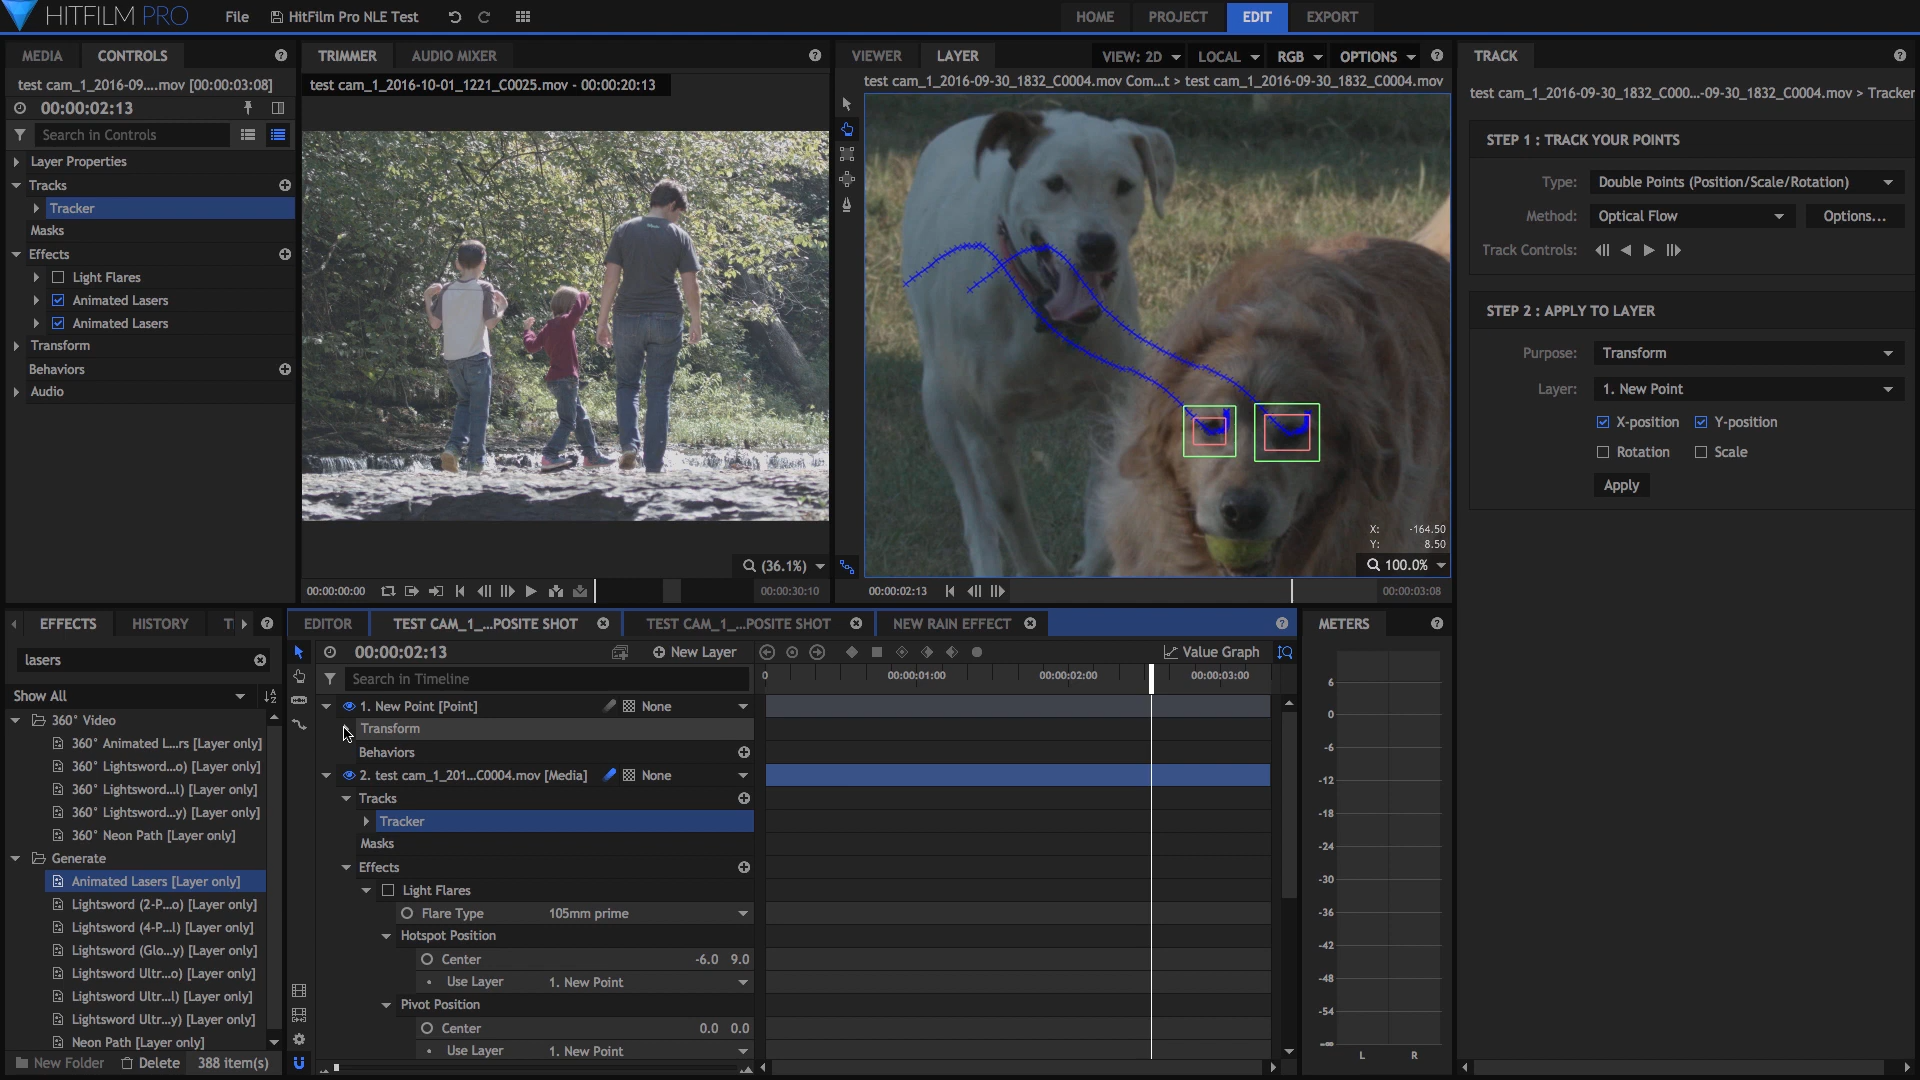 HITFILM PRO
File
HitFilm Pro NLE Test
HOME
PROJECT
EDIT
EXPORT
MEDIA
CONTROLS
test cam_1_2016-09....mov [00:00:03:08]
00:00:02:13
Search in Controls
Layer Properties
Tracks
Tracker
Masks
Effects
Light Flares
Animated Lasers
Animated Lasers
Transform
Behaviors
Audio
TRIMMER
AUDIO MIXER
test cam_1_2016-10-01_1221_C0025.mov - 00:00:20:13
(36.1%)
00:00:00:00
00:00:30:10
VIEWER
LAYER
VIEW: 2D
LOCAL
RGB
OPTIONS
test cam_1_2016-09-30_1832_C0004.mov Com...t > test cam_1_2016-09-30_1832_C0004.mov
X: -164.50
Y: 8.50
100.0%
00:00:02:13
00:00:03:08
TRACK
test cam_1_2016-09-30_1832_C000...-09-30_1832_C0004.mov > Tracker
STEP 1 : TRACK YOUR POINTS
Type: Double Points (Position/Scale/Rotation)
Method: Optical Flow Options...
Track Controls:
STEP 2 : APPLY TO LAYER
Purpose: Transform
Layer: 1. New Point
X-position Y-position
Rotation Scale
Apply
EFFECTS
HISTORY
T
lasers
Show All
360° Video
360° Animated L...rs [Layer only]
360° Lightsword...o) [Layer only]
360° Lightsword...l) [Layer only]
360° Lightsword...y) [Layer only]
360° Neon Path [Layer only]
Generate
Animated Lasers [Layer only]
Lightsword (2-P...o) [Layer only]
Lightsword (4-P...l) [Layer only]
Lightsword (Glo...y) [Layer only]
Lightsword Ultr...o) [Layer only]
Lightsword Ultr...l) [Layer only]
Lightsword Ultr...y) [Layer only]
Neon Path [Layer only]
New Folder
Delete
388 item(s)
EDITOR
TEST CAM_1_...POSITE SHOT
TEST CAM_1_...POSITE SHOT
NEW RAIN EFFECT
00:00:02:13
New Layer
Value Graph
Search in Timeline
0
00:00:01:00
00:00:02:00
00:00:03:00
1. New Point [Point] None
Transform
Behaviors
2. test cam_1_201...C0004.mov [Media] None
Tracks
Tracker
Masks
Effects
Light Flares
Flare Type 105mm prime
Hotspot Position
Center -6.0 9.0
Use Layer 1. New Point
Pivot Position
Center 0.0 0.0
Use Layer 1. New Point
METERS
6
0
-6
-12
-18
-24
-30
-36
-42
-48
-54
-∞
L R